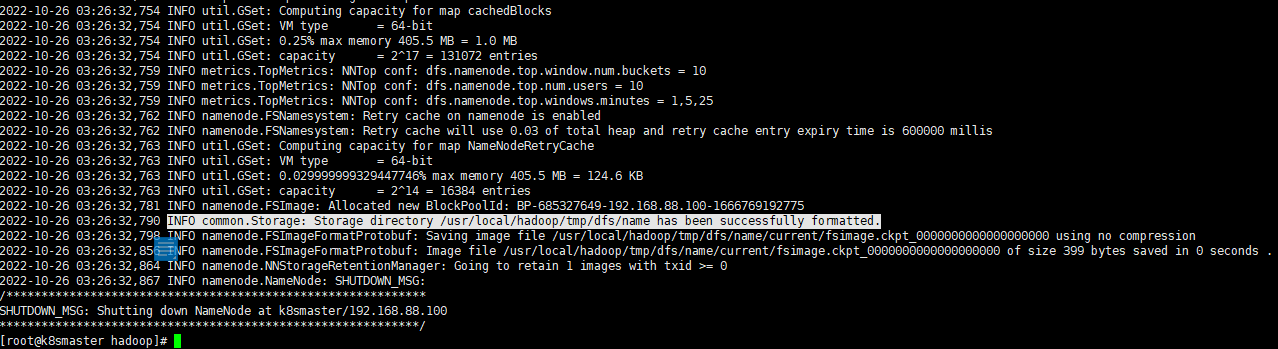 2022-10-26 03:26:32,754 INFO util.GSet: Computing capacity for map cachedBlocks
2022-10-26 03:26:32,754 INFO util.GSet: VM type       = 64-bit
2022-10-26 03:26:32,754 INFO util.GSet: 0.25% max memory 405.5 MB = 1.0 MB
2022-10-26 03:26:32,754 INFO util.GSet: capacity      = 2^17 = 131072 entries
2022-10-26 03:26:32,759 INFO metrics.TopMetrics: NNTop conf: dfs.namenode.top.window.num.buckets = 10
2022-10-26 03:26:32,759 INFO metrics.TopMetrics: NNTop conf: dfs.namenode.top.num.users = 10
2022-10-26 03:26:32,759 INFO metrics.TopMetrics: NNTop conf: dfs.namenode.top.windows.minutes = 1,5,25
2022-10-26 03:26:32,762 INFO namenode.FSNamesystem: Retry cache on namenode is enabled
2022-10-26 03:26:32,762 INFO namenode.FSNamesystem: Retry cache will use 0.03 of total heap and retry cache entry expiry time is 600000 millis
2022-10-26 03:26:32,763 INFO util.GSet: Computing capacity for map NameNodeRetryCache
2022-10-26 03:26:32,763 INFO util.GSet: VM type       = 64-bit
2022-10-26 03:26:32,763 INFO util.GSet: 0.029999999329447746% max memory 405.5 MB = 124.6 KB
2022-10-26 03:26:32,763 INFO util.GSet: capacity      = 2^14 = 16384 entries
2022-10-26 03:26:32,781 INFO namenode.FSImage: Allocated new BlockPoolId: BP-685327649-192.168.88.100-1666769192775
2022-10-26 03:26:32,790 INFO common.Storage: Storage directory /usr/local/hadoop/tmp/dfs/name has been successfully formatted.
2022-10-26 03:26:32,798 INFO namenode.FSImageFormatProtobuf: Saving image file /usr/local/hadoop/tmp/dfs/name/current/fsimage.ckpt_0000000000000000000 using no compression
2022-10-26 INFO namenode.FSImageFormatProtobuf: Image file /usr/local/hadoop/tmp/dfs/name/current/fsimage.ckpt_0000000000000000000 of size 399 bytes saved in 0 seconds .
2022-10-26 03:26:32,864 INFO namenode.NNStorageRetentionManager: Going to retain 1 images with txid >= 0
2022-10-26 03:26:32,867 INFO namenode.NameNode: SHUTDOWN_MSG:
/************************************************************
SHUTDOWN_MSG: Shutting down NameNode at k8smaster/192.168.88.100
************************************************************/
[root@k8smaster hadoop]#